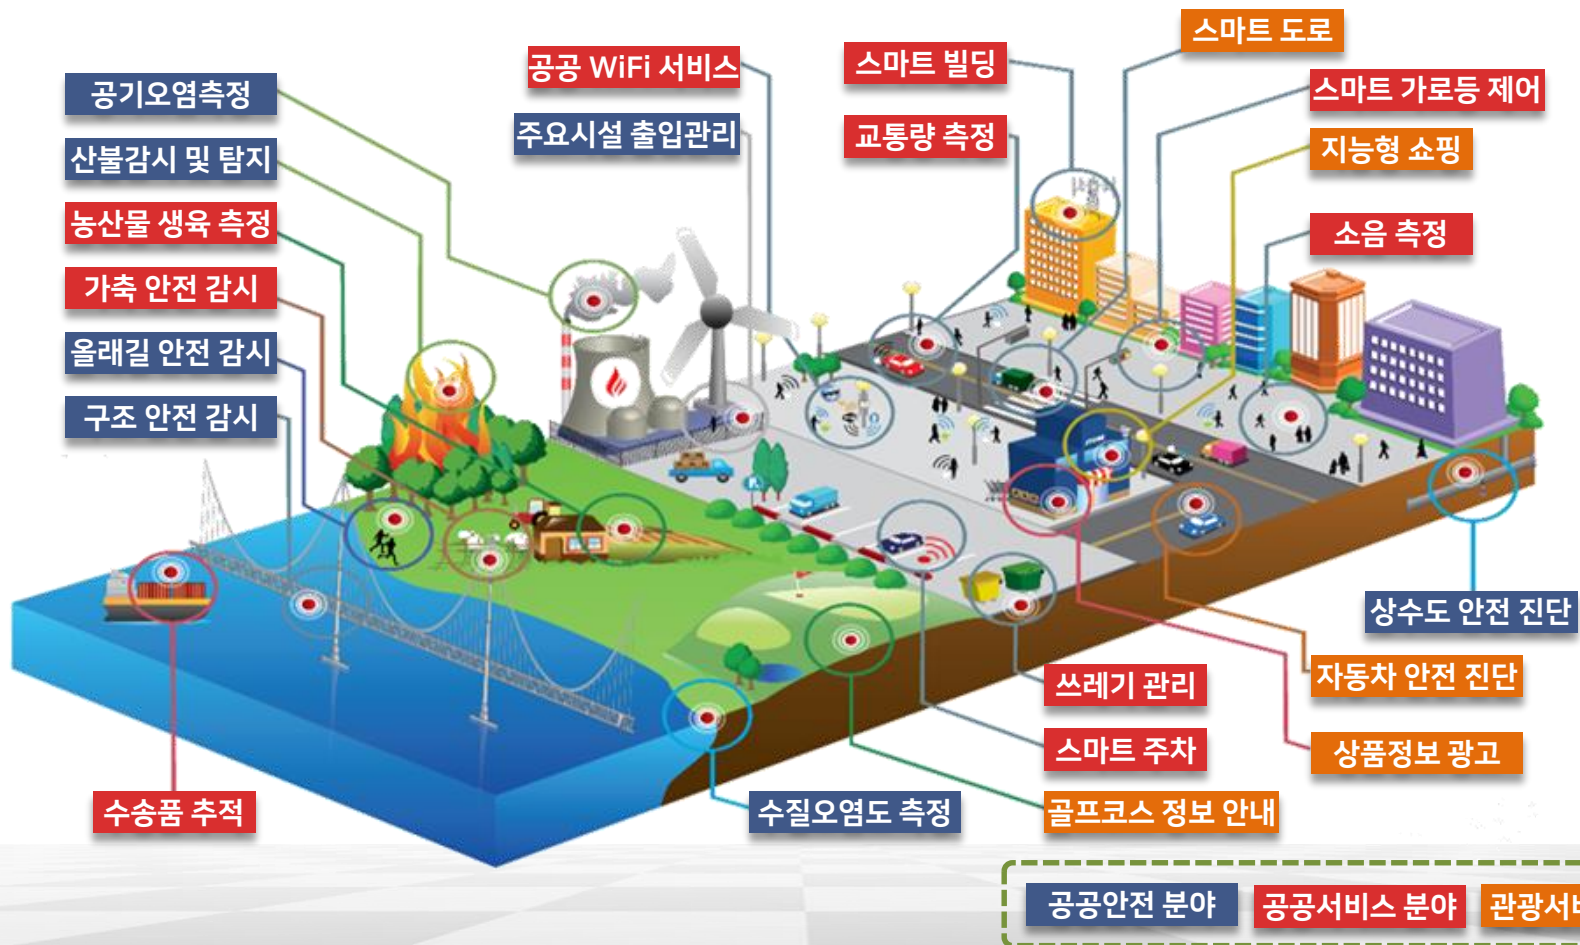 스마트 도로
공공 WiFi 서비스
스마트 빌딩
공기오염측정
스마트 가로등 제어
주요시설 출입관리
교통량 측정
산불감시 및 탐지
지능형 쇼핑
농산물 생육 측정
소음 측정
가축 안전 감시
올래길 안전 감시
구조 안전 감시
상수도 안전 진단
쓰레기 관리
자동차 안전 진단
스마트 주차
상품정보 광고
수송품 추적
수질오염도 측정
골프코스 정보 안내
공공안전 분야
공공서비스 분야
관광서비